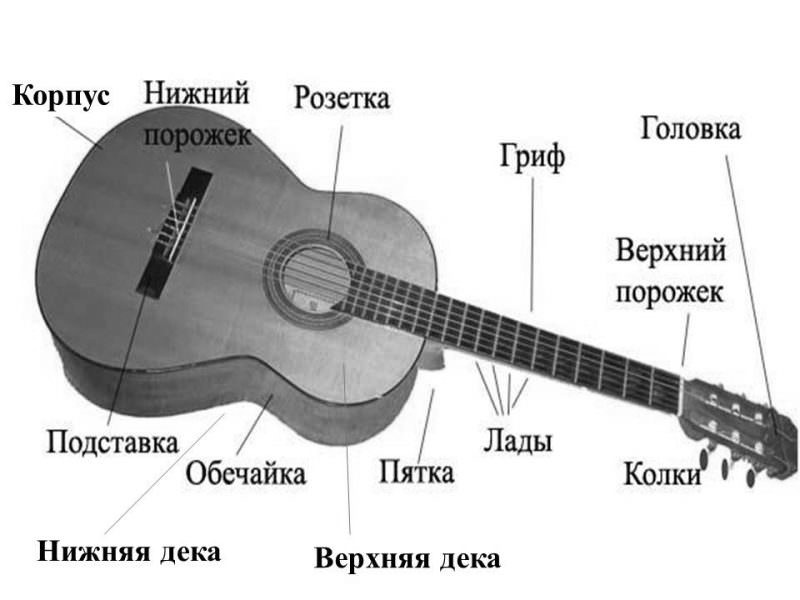 Корпус
Нижний
порожек
Розетка
Гриф
Головка
Верхний
порожек
Подставка
Обечайка
Пятка
Лады
Колки
Нижняя дека
Верхняя дека